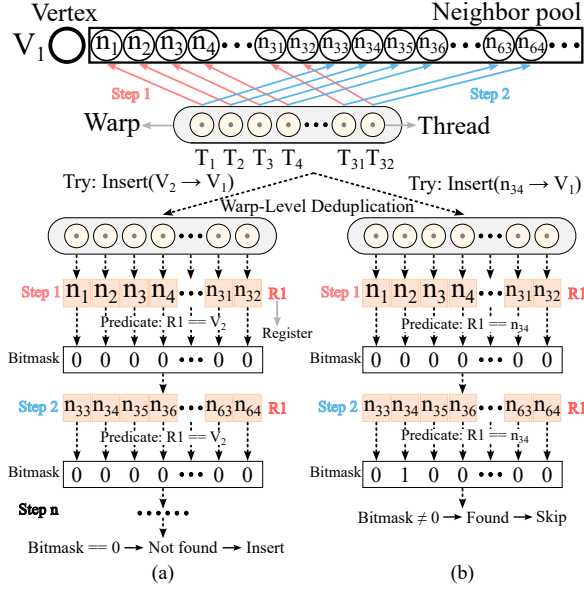 Vertex Neighbor pool
V₁ n₁ n₂ n₃ n₄ ••• n₃₁ n₃₂ n₃₃ n₃₄ n₃₅ n₃₆ ••• n₆₃ n₆₄ •••
Step 1 Step 2
Warp ••• Thread
T₁ T₂ T₃ T₄ T₃₁ T₃₂
Try: Insert(V₂ → V₁) Try: Insert(n₃₄ → V₁)
Warp-Level Deduplication
Step 1 n₁ n₂ n₃ n₄ ••• n₃₁ n₃₂ R1
Predicate: R1 == V₂
Register
Bitmask 0 0 0 0 ••• 0 0
Step 2 n₃₃ n₃₄ n₃₅ n₃₆ ••• n₆₃ n₆₄ R1
Predicate: R1 == V₂
Bitmask 0 0 0 0 ••• 0 0
Step n ••••••
Bitmask == 0 → Not found → Insert
(a)
Step 1 n₁ n₂ n₃ n₄ ••• n₃₁ n₃₂ R1
Predicate: R1 == n₃₄
Bitmask 0 0 0 0 ••• 0 0
Step 2 n₃₃ n₃₄ n₃₅ n₃₆ ••• n₆₃ n₆₄ R1
Predicate: R1 == n₃₄
Bitmask 0 1 0 0 ••• 0 0
Bitmask ≠ 0 → Found → Skip
(b)